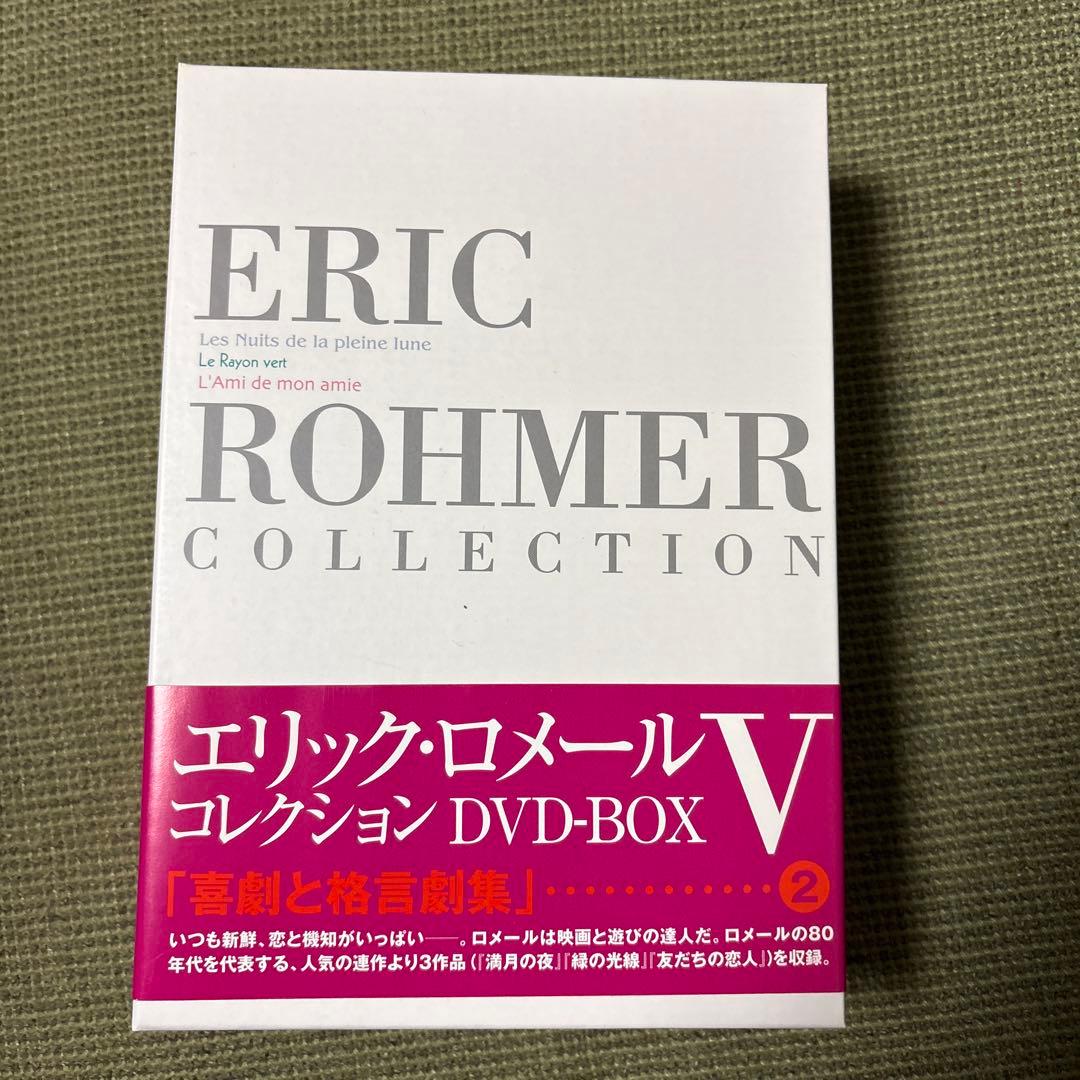 ERIC
Les Nuits de la pleine lune
Le Rayon vert
L'Ami de mon amie
ROHMER
COLLECTION
エリック・ロメール
コレクション DVD-BOX V
「喜劇と格言劇集」…………❷
いつも新鮮、恋と機知がいっぱい――。ロメールは映画と遊びの達人だ。ロメールの80
年代を代表する、人気の連作より3作品(『満月の夜』『緑の光線』『友だちの恋人』)を収録。